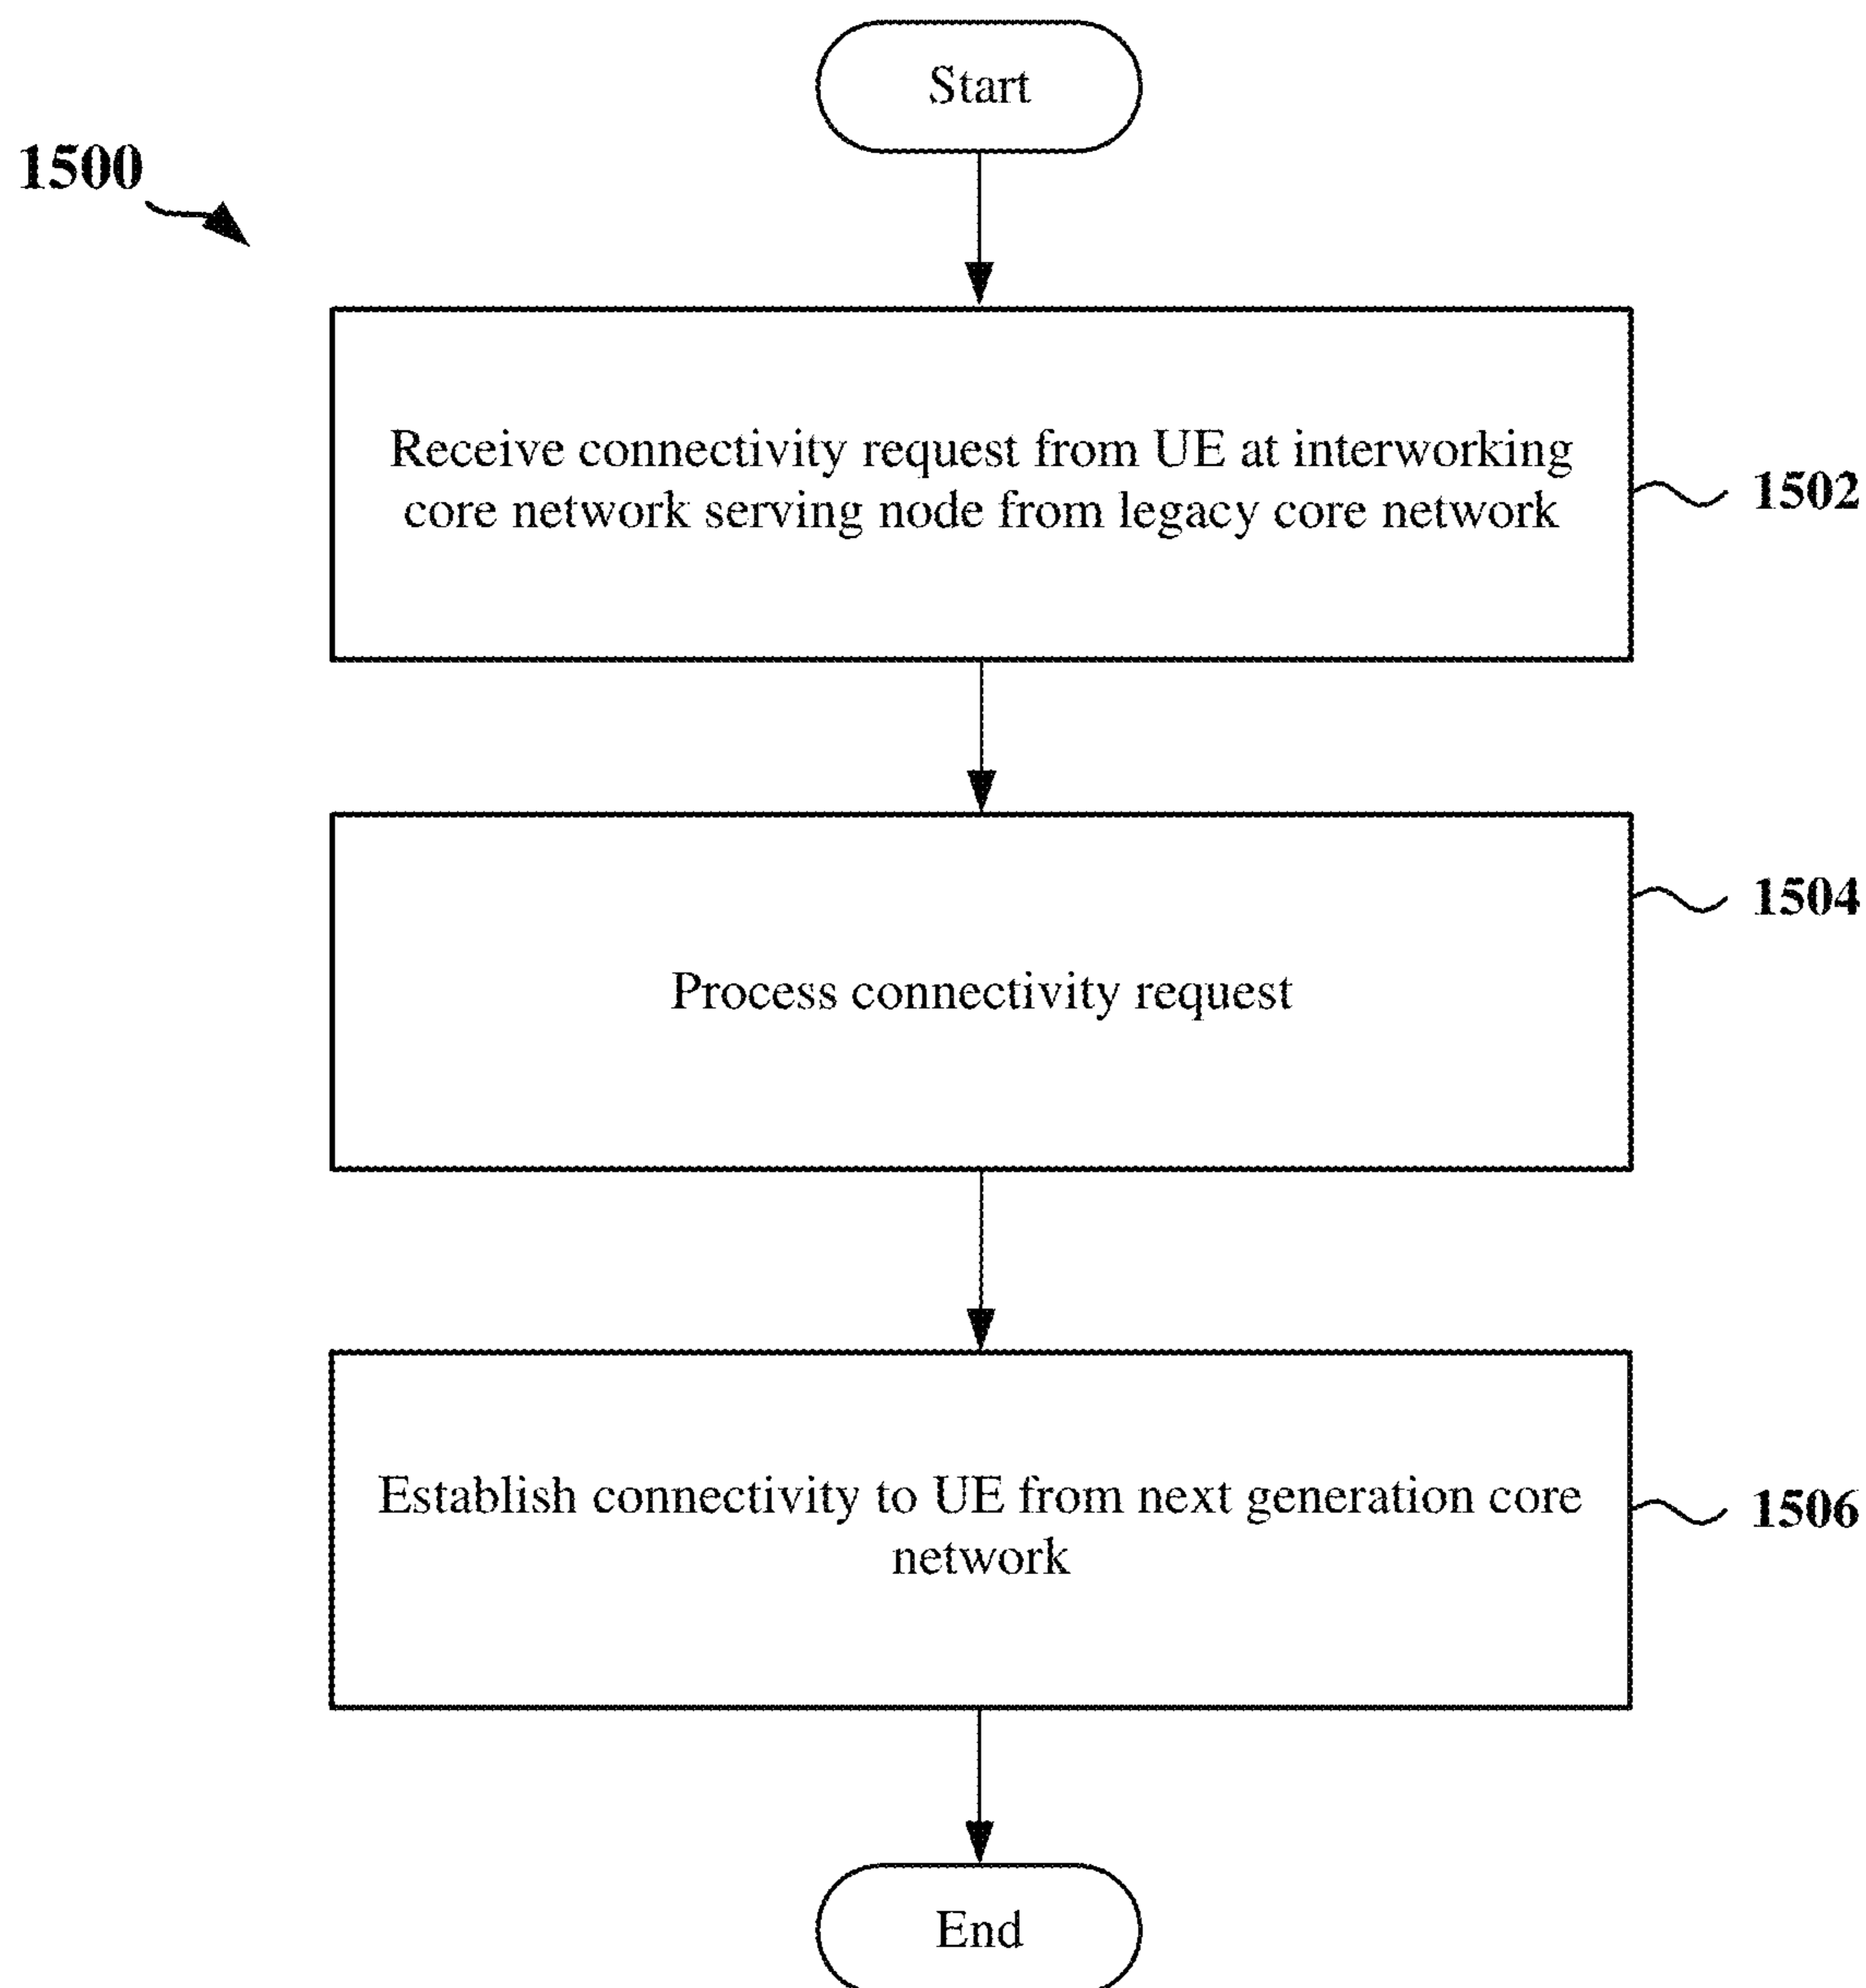 Start
1500
Receive connectivity request from UE at interworking
core network serving node from legacy core network
1502
1504
Process connectivity request
Establish connectivity to UE from next generation core
network
1506
End